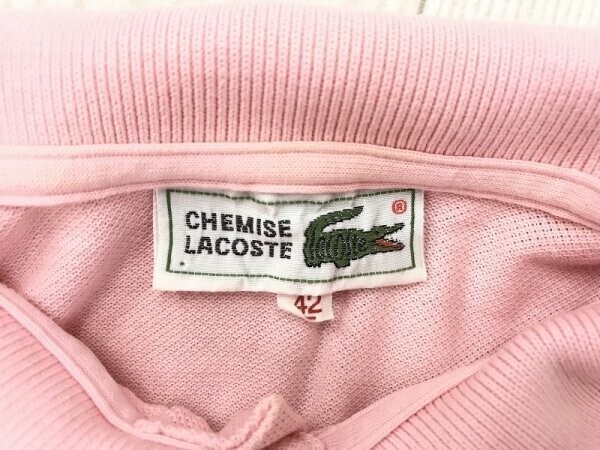 CHEMISE
LACOSTE
®
42